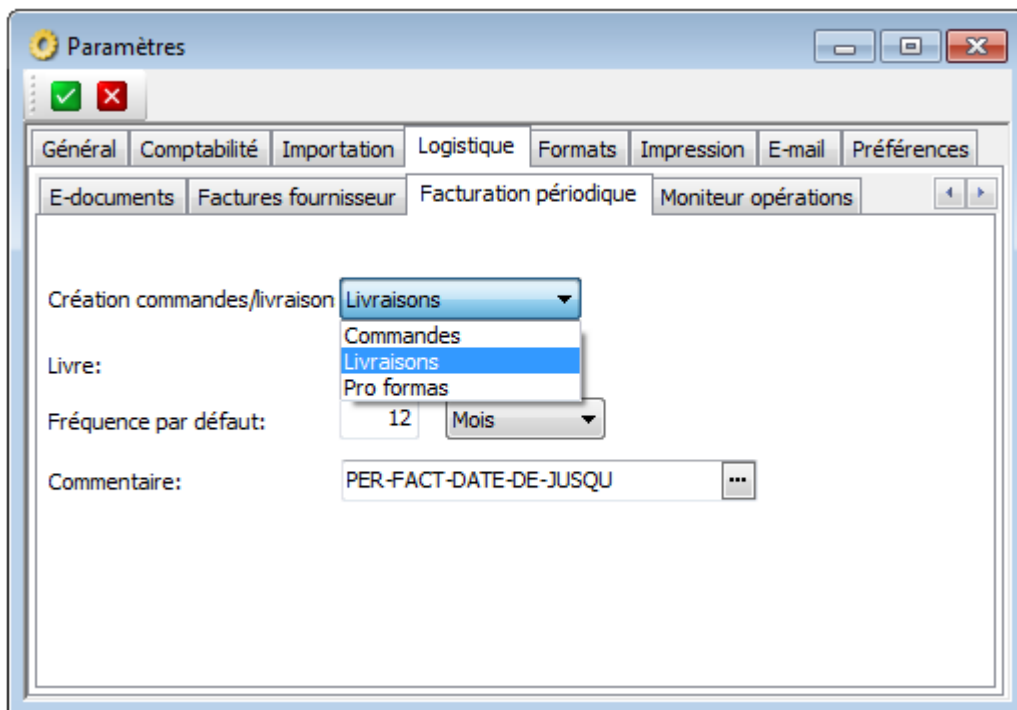 Paramètres
Général Comptabilité Importation Logistique Formats Impression E-mail Préférences
E-documents Factures fournisseur Facturation périodique Moniteur opérations
Création commandes/livraison Livraisons
Commandes
Livre: Livraisons
Pro formas
Fréquence par défaut: 12 Mois
Commentaire: PER-FACT-DATE-DE-JUSQU ...